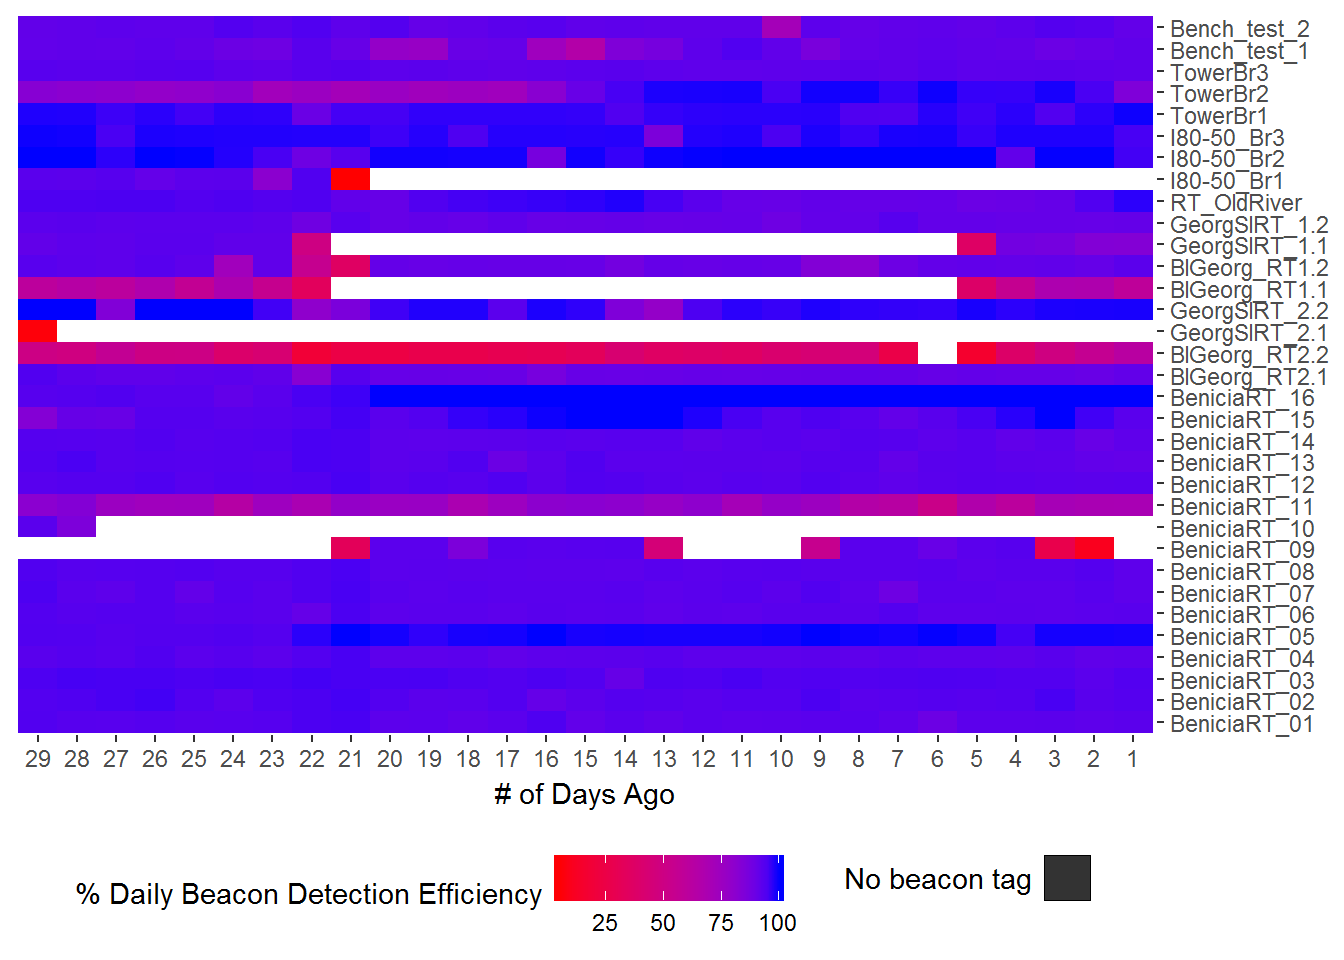 Bench_test_2
Bench_test_1
TowerBr3
TowerBr2
TowerBr1
I80-50_Br3
I80-50_Br2
I80-50_Br1
RT_OldRiver
GeorgSlRT_1.2
GeorgSlRT_1.1
BlGeorg_RT1.2
BlGeorg_RT1.1
GeorgSlRT_2.2
GeorgSlRT_2.1
BlGeorg_RT2.2
BlGeorg_RT2.1
BeniciaRT_16
BeniciaRT_15
BeniciaRT_14
BeniciaRT_13
BeniciaRT_12
BeniciaRT_11
BeniciaRT_10
BeniciaRT_09
BeniciaRT_08
BeniciaRT_07
BeniciaRT_06
BeniciaRT_05
BeniciaRT_04
BeniciaRT_03
BeniciaRT_02
BeniciaRT_01
29 28 27 26 25 24 23 22 21 20 19 18 17 16 15 14 13 12 11 10 9 8 7 6 5 4 3 2 1
# of Days Ago
% Daily Beacon Detection Efficiency
25 50 75 100
No beacon tag